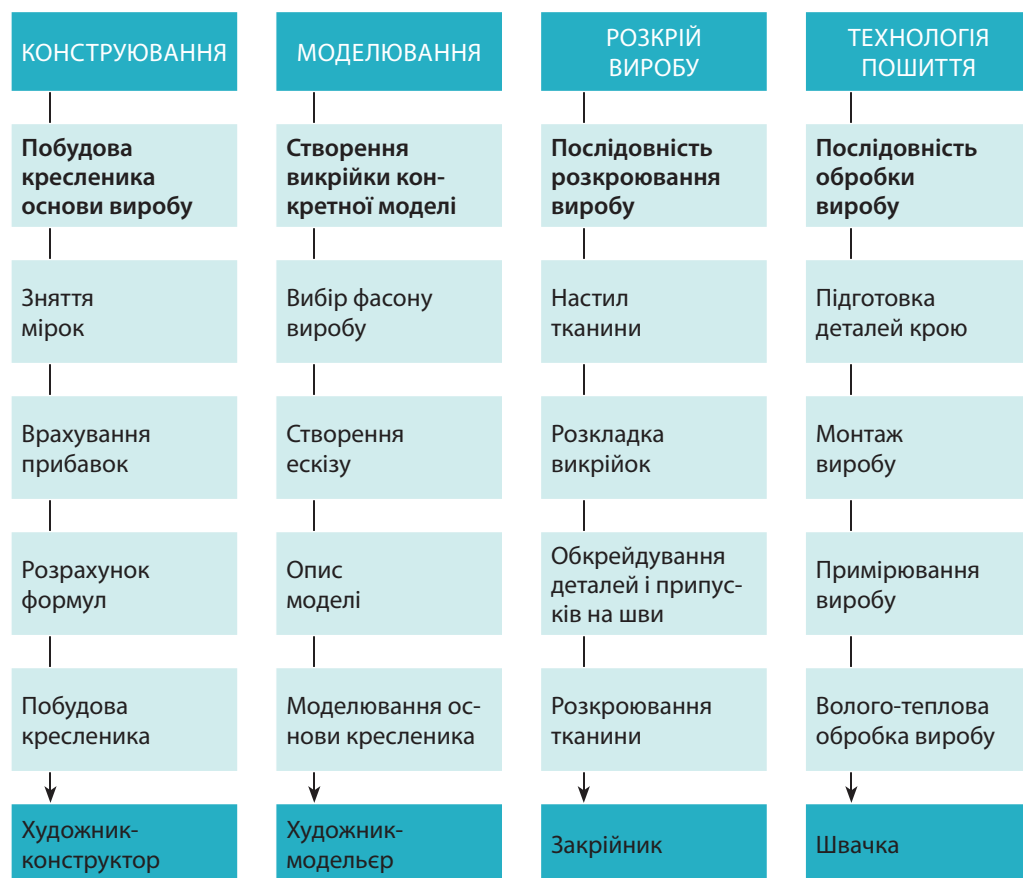 КОНСТРУЮВАННЯ
Побудова
кресленика
основи виробу
Зняття
мірок
Врахування
прибавок
Розрахунок
формул
Побудова
кресленика
Художник-
конструктор
МОДЕЛЮВАННЯ
Створення
викрійки кон-
кретної моделі
Вибір фасону
виробу
Створення
ескізу
Опис
моделі
Моделювання ос-
нови кресленика
Художник-
модельєр
РОЗКРІЙ
ВИРОБУ
Послідовність
розкроювання
виробу
Настил
тканини
Розкладка
викрійок
Обкрейдування
деталей і припус-
ків на шви
Розкроювання
тканини
Закрійник
ТЕХНОЛОГІЯ
ПОШИТТЯ
Послідовність
обробки
виробу
Підготовка
деталей крою
Монтаж
виробу
Примірювання
виробу
Волого-теплова
обробка виробу
Швачка